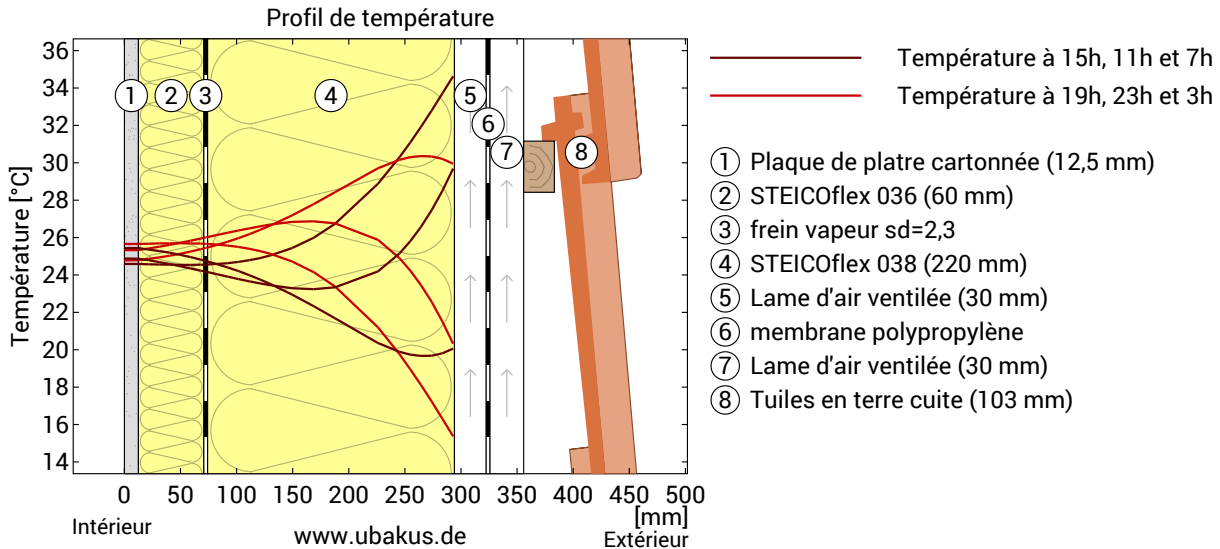 Profil de température
Température [°C]
36
34
32
30
28
26
24
22
20
18
16
14
1
2
3
4
5
6
7
8
0
50
100
150
200
250
300
350
400
450
500
[mm]
Intérieur
www.ubakus.de
Extérieur
Température à 15h, 11h et 7h
Température à 19h, 23h et 3h
1 Plaque de platre cartonnée (12,5 mm)
2 STEICOflex 036 (60 mm)
3 frein vapeur sd=2,3
4 STEICOflex 038 (220 mm)
5 Lame d'air ventilée (30 mm)
6 membrane polypropylène
7 Lame d'air ventilée (30 mm)
8 Tuiles en terre cuite (103 mm)